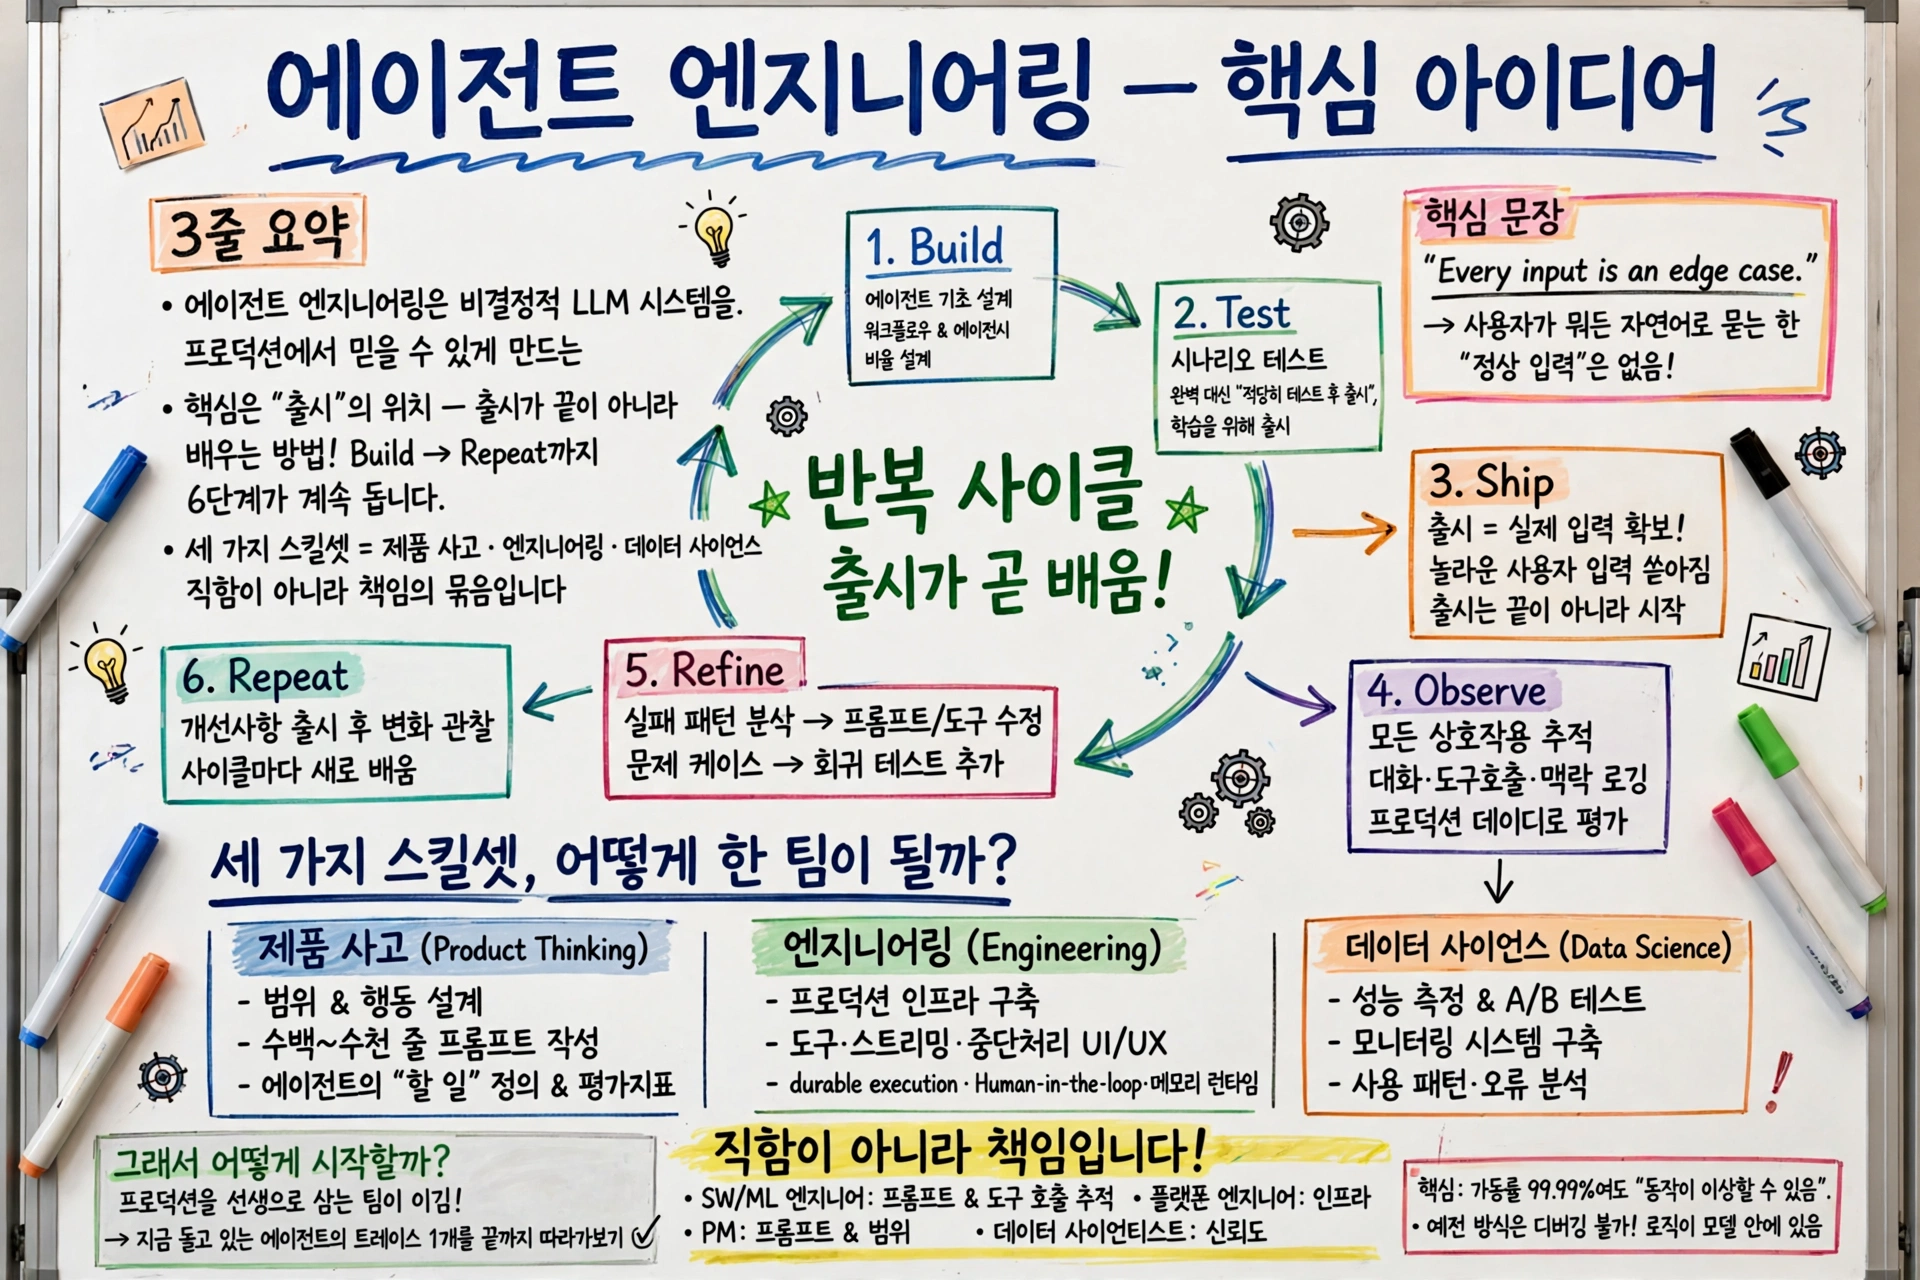 에이전트 엔지니어링 — 핵심 아이디어
3줄 요약
• 에이전트 엔지니어링은 비결정적 LLM 시스템을.
프로덕션에서 믿을 수 있게 만드는
• 핵심은 “출시”의 위치 — 출시가 끝이 아니라
배우는 방법! Build → Repeat까지
6단계가 계속 돕니다.
• 세 가지 스킬셋 = 제품 사고 · 엔지니어링 · 데이터 사이언스
직함이 아니라 책임의 묶음입니다
1. Build
에이전트 기초 설계
워크플로우 & 에이전시
비율 설계
2. Test
시나리오 테스트
완벽 대신 “적당히 테스트 후 출시”,
학습을 위해 출시
핵심 문장
“Every input is an edge case.”
→ 사용자가 뭐든 자연어로 묻는 한
“정상 입력”은 없음!
반복 사이클
출시가 곧 배움!
3. Ship
출시 = 실제 입력 확보!
놀라운 사용자 입력 쏟아짐
출시는 끝이 아니라 시작
4. Observe
모든 상호작용 추적
대화·도구호출·맥락 로깅
프로덕션 데이디로 평가
5. Refine
실패 패턴 분삭 → 프롬프트/도구 수정
문제 케이스 → 회귀 테스트 추가
6. Repeat
개선사항 출시 후 변화 관찰
사이클마다 새로 배움
세 가지 스킬셋, 어떻게 한 팀이 될까?
제품 사고 (Product Thinking)
- 범위 & 행동 설계
- 수백~수천 줄 프롬프트 작성
- 에이전트의 “할 일” 정의 & 평가지표
엔지니어링 (Engineering)
- 프로덕션 인프라 구축
- 도구·스트리밍·중단처리 UI/UX
- durable execution · Human-in-the-loop·메모리 런타임
데이터 사이언스 (Data Science)
- 성능 측정 & A/B 테스트
- 모니터링 시스템 구축
- 사용 패턴·오류 분석
그래서 어떻게 시작할까?
프로덕션을 선생으로 삼는 팀이 이김!
→ 지금 돌고 있는 에이전트의 트레이스 1개를 끝까지 따라가보기
직함이 아니라 책임입니다!
• SW/ML 엔지니어: 프롬프트 & 도구 호출 추적 • 플랫폼 엔지니어: 인프라
• PM: 프롬프트 & 범위 • 데이터 사이언티스트: 신뢰도
핵심: 가동률 99.99%여도 “동작이 이상할 수 있음”.
• 예전 방식은 디버깅 불가! 로직이 모델 안에 있음